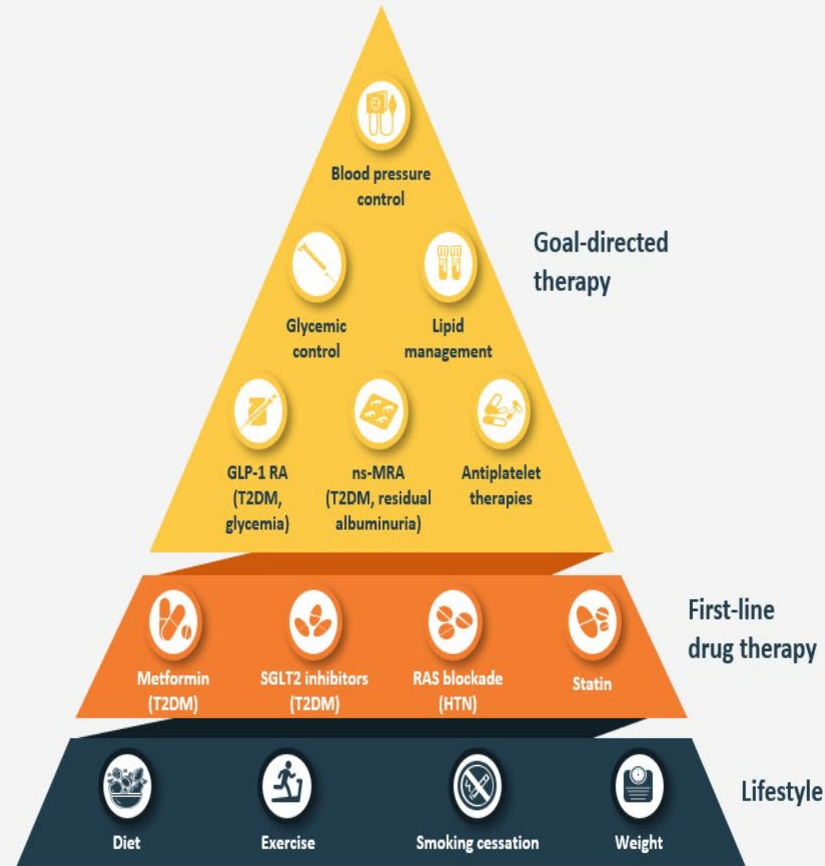 Blood pressure
control
Goal-directed
therapy
Glycemic
control
Lipid
management
GLP-1 RA
(T2DM,
glycemia)
ns-MRA
(T2DM, residual
albuminuria)
Antiplatelet
therapies
First-line
drug therapy
Metformin
(T2DM)
SGLT2 inhibitors
(T2DM)
RAS blockade
(HTN)
Statin
Lifestyle
Diet
Exercise
Smoking cessation
Weight